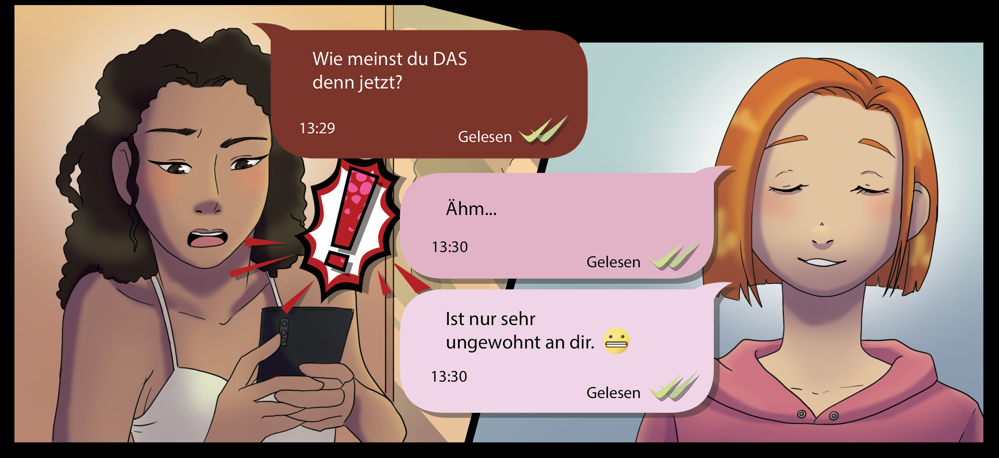 Wie meinst du DAS
denn jetzt?
13:29
Gelesen
!
Ähm...
13:30
Gelesen
Ist nur sehr
ungewohnt an dir. 😬
13:30
Gelesen